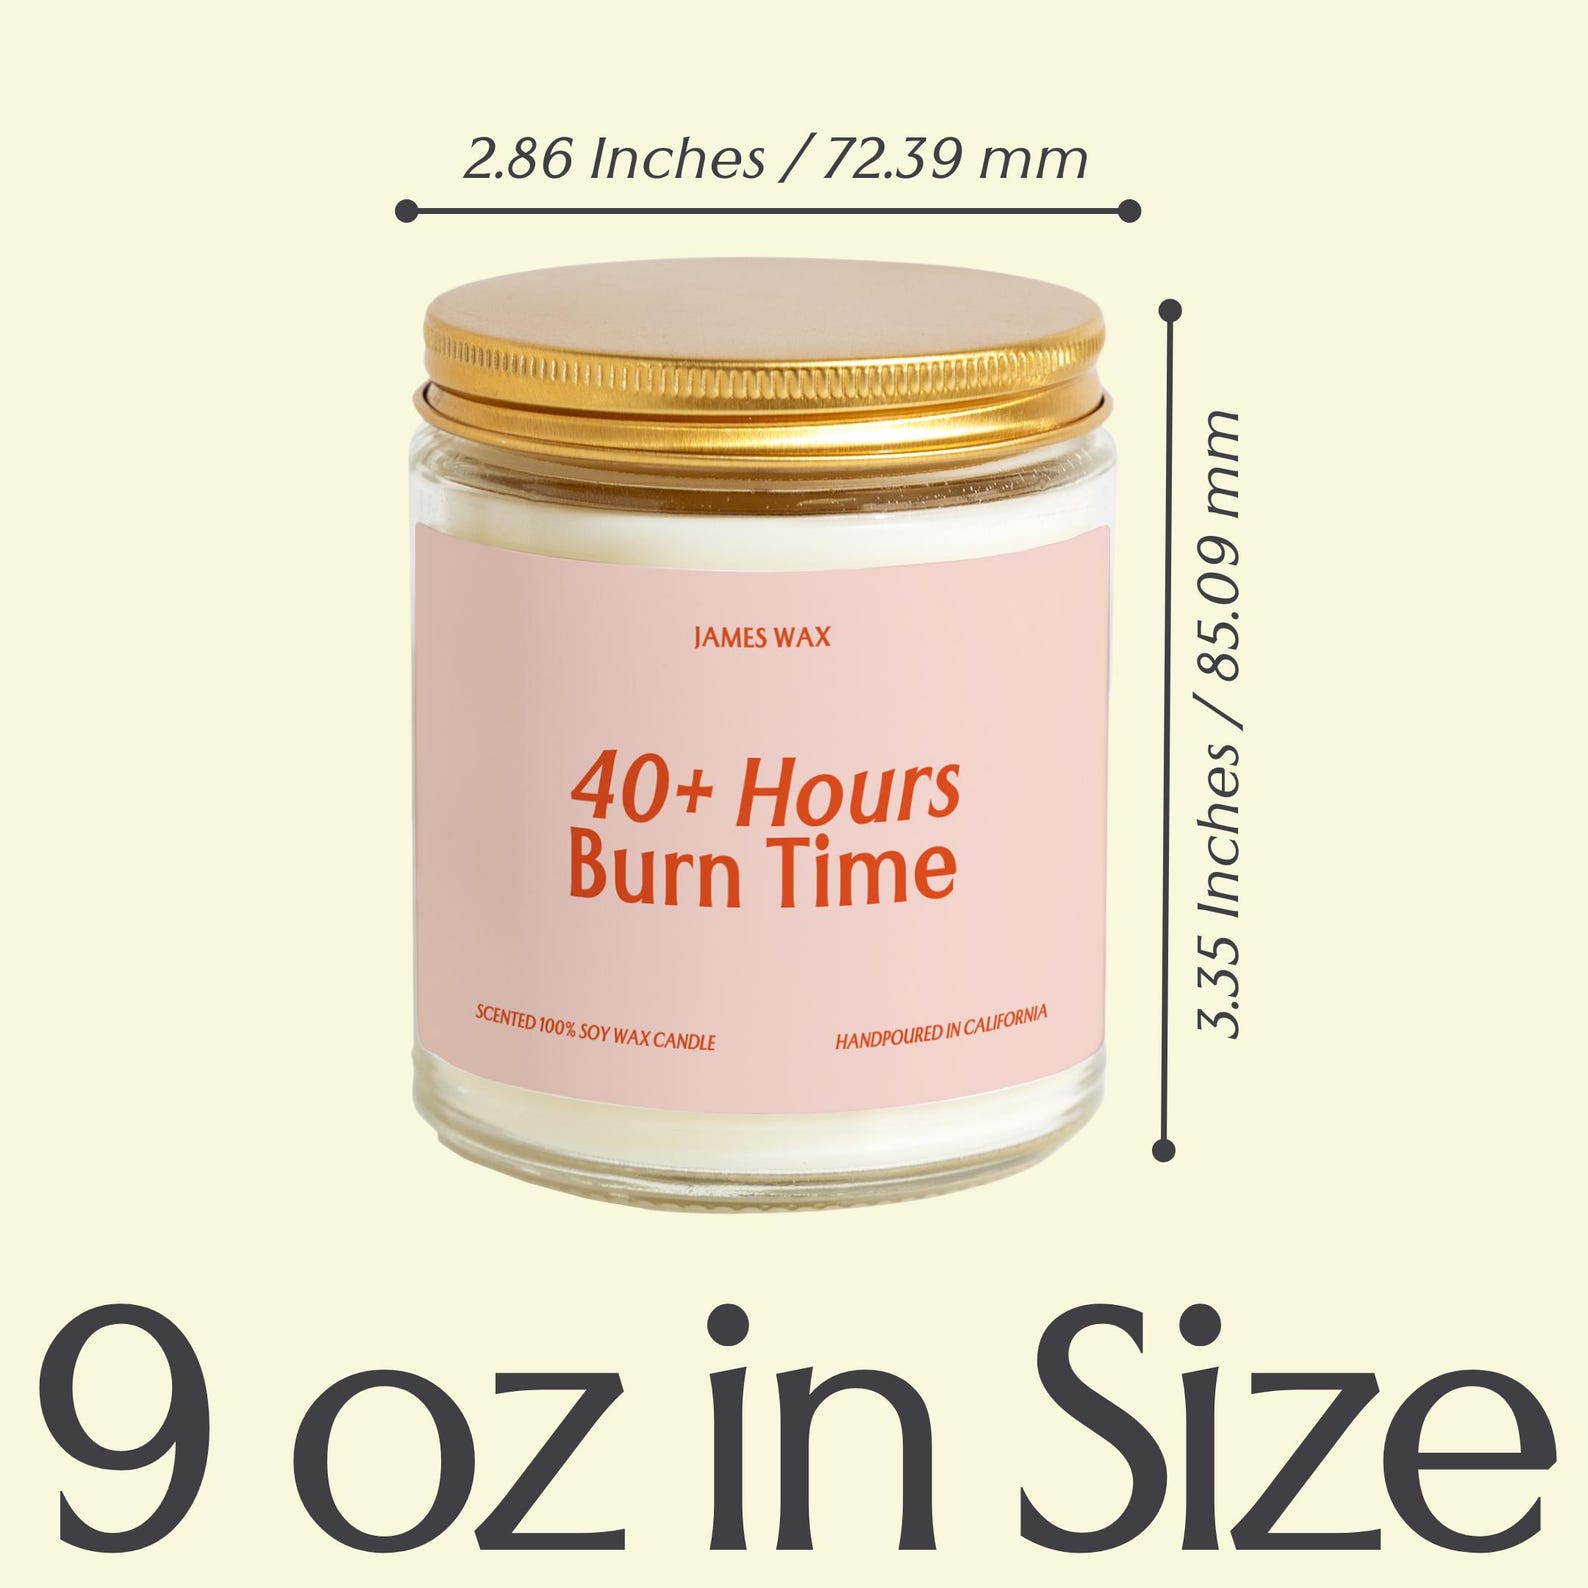 2.86 Inches / 72.39 mm
3.35 Inches / 85.09 mm
JAMES WAX
40+ Hours
Burn Time
SCENTED 100% SOY WAX CANDLE
HANDPOURED IN CALIFORNIA
9 oz in Size